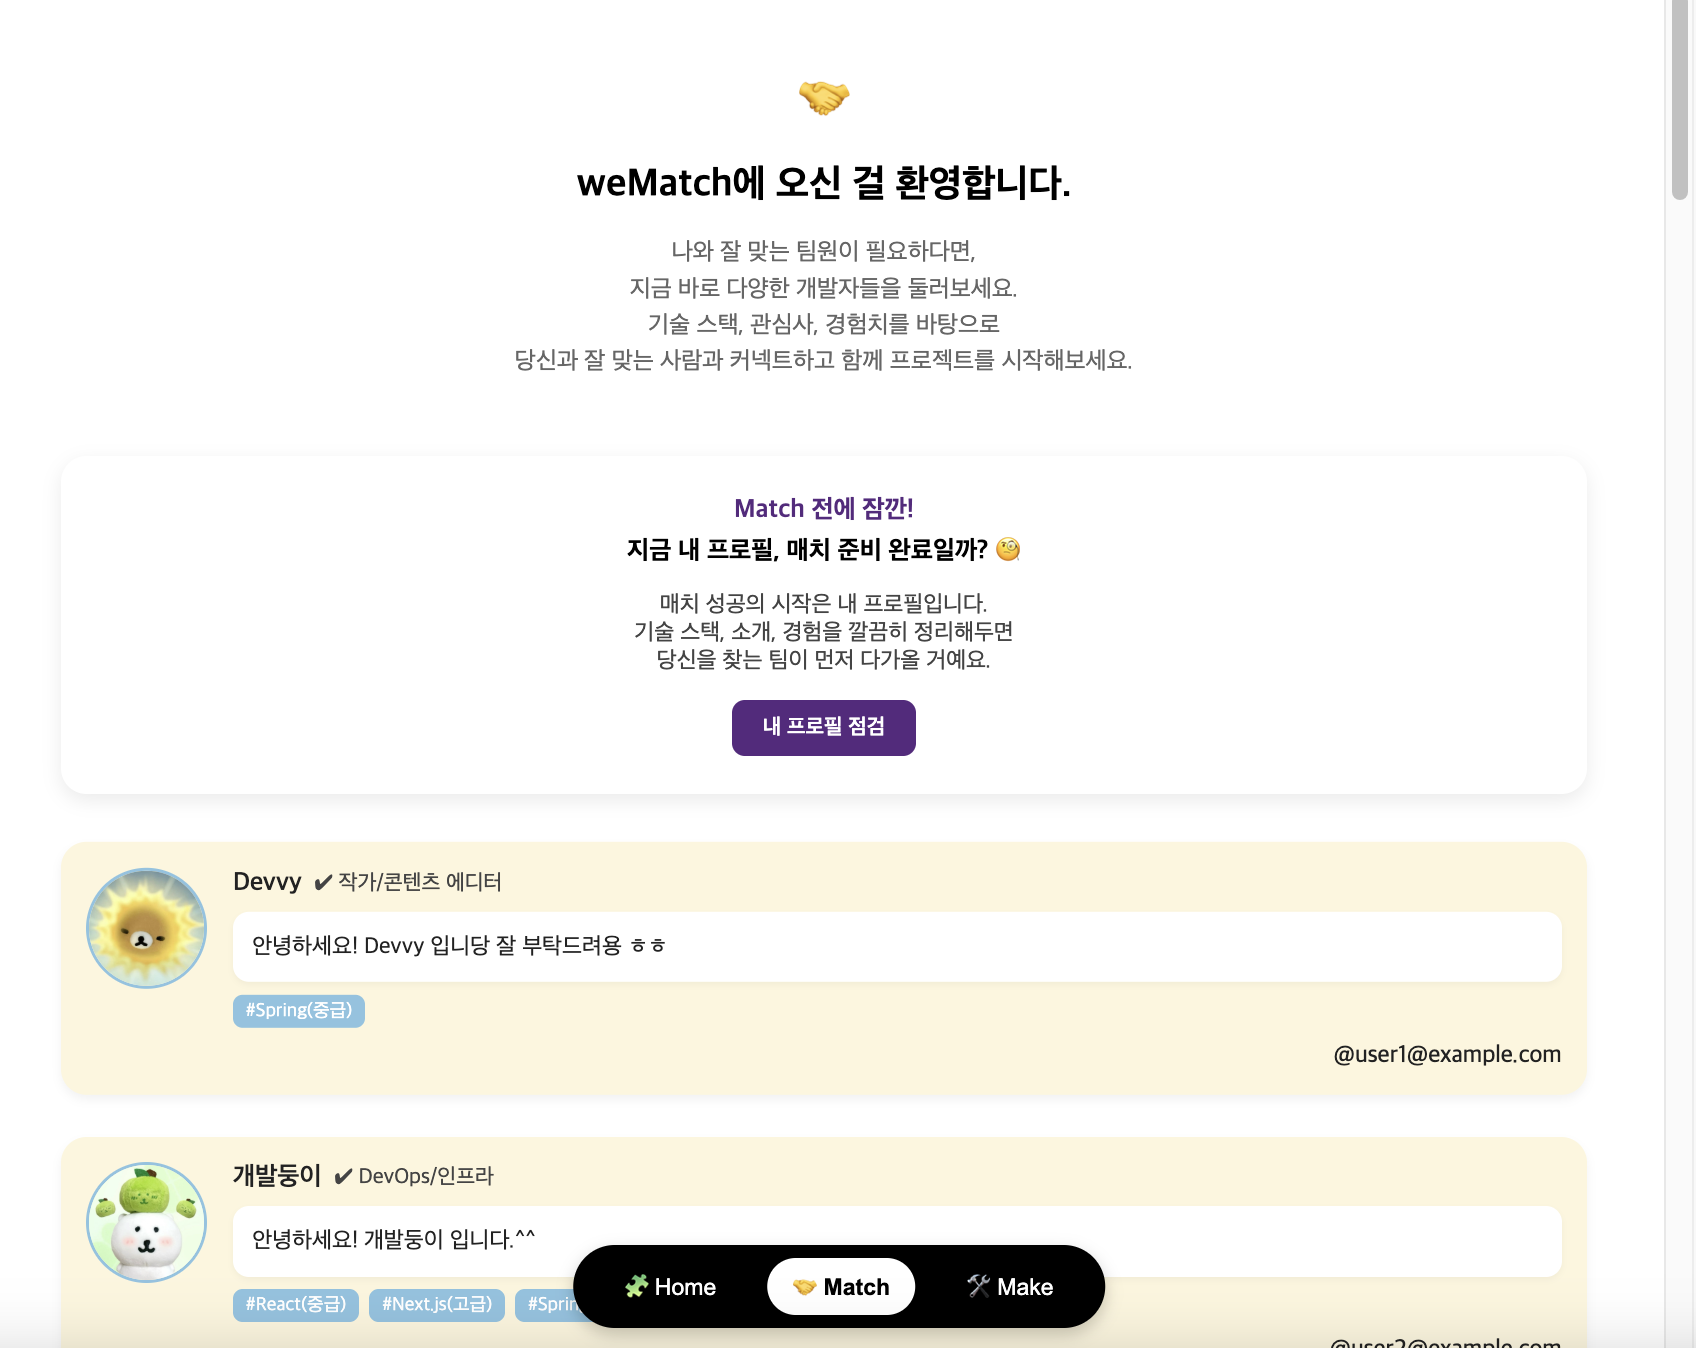 weMatch에 오신 걸 환영합니다.
나와 잘 맞는 팀원이 필요하다면,
지금 바로 다양한 개발자들을 둘러보세요.
기술 스택, 관심사, 경험치를 바탕으로
당신과 잘 맞는 사람과 커넥트하고 함께 프로젝트를 시작해보세요.
Match 전에 잠깐!
지금 내 프로필, 매치 준비 완료일까? 🧐
매치 성공의 시작은 내 프로필입니다.
기술 스택, 소개, 경험을 깔끔히 정리해두면
당신을 찾는 팀이 먼저 다가올 거예요.
내 프로필 점검
Devvy ✔ 작가/콘텐츠 에디터
안녕하세요! Devvy 입니당 잘 부탁드려용 ㅎㅎ
#Spring(중급)
@user1@example.com
개발둥이 ✔ DevOps/인프라
안녕하세요! 개발둥이 입니다.^^
#React(중급) #Next.js(고급)
Home Match Make
@user2@example.com